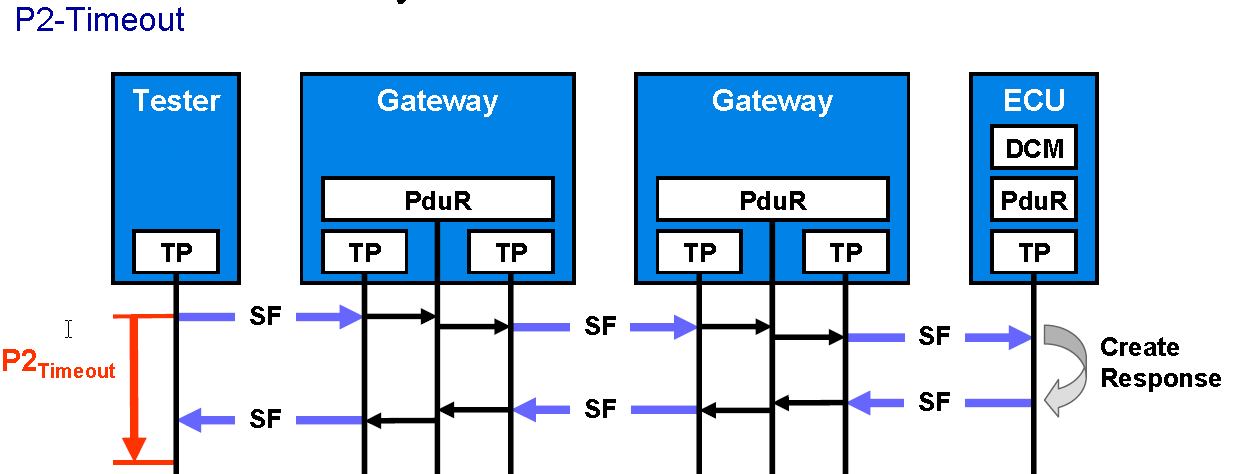 P2-Timeout
Tester
Gateway
Gateway
ECU
DCM
PduR
PduR
PduR
TP
TP
TP
TP
TP
TP
SF
SF
SF
P2Timeout
Create
Response
SF
SF
SF